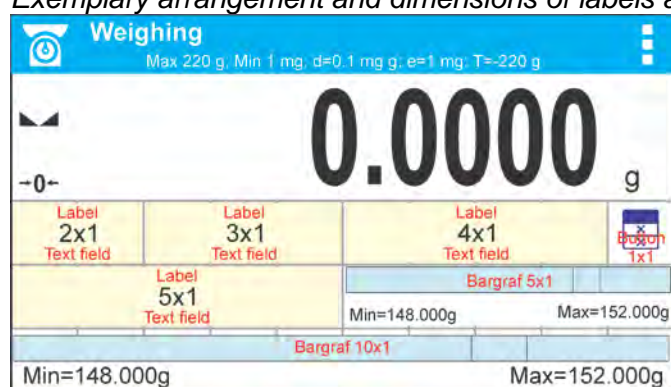 Exemplary arrangement and dimensions of labels a
Weighing
Max 220 g; Min 1 mg; d=0.1 mg g; e=1 mg; T=-220 g
0.0000
→0←
g
Label
2x1
Text field
Label
3x1
Text field
Label
4x1
Text field
Button
1x1
Label
5x1
Text field
Bargraf 5x1
Min=148.000g Max=152.000g
Bargraf 10x1
Min=148.000g Max=152.000g